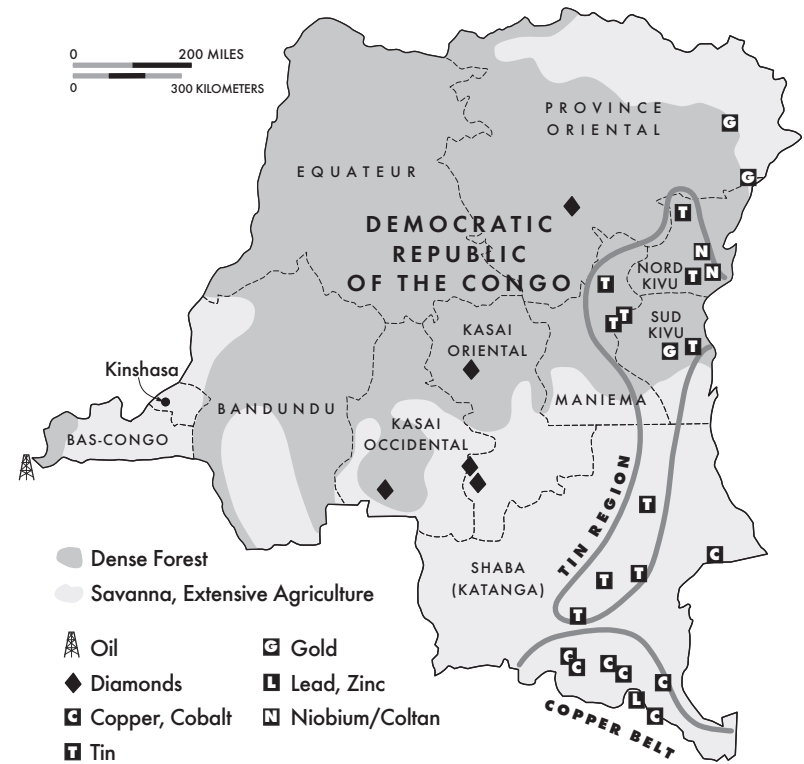 0 200 MILES
0 300 KILOMETERS
PROVINCE
ORIENTAL
G
EQUATEUR
G
T
DEMOCRATIC
REPUBLIC
OF THE CONGO
N
NORD
KIVU
T
N
T
T
T
SUD
KIVU
G
T
KASAI
ORIENTAL
Kinshasa
BANDUNDU
MANIEMA
BAS-CONGO
KASAI
OCCIDENTAL
TIN REGION
T
C
SHABA
(KATANGA)
T
T
T
C
C
C
C
C
L
C
COPPER BELT
Dense Forest
Savanna, Extensive Agriculture
Oil
G Gold
Diamonds
L Lead, Zinc
C Copper, Cobalt
N Niobium/Coltan
T Tin